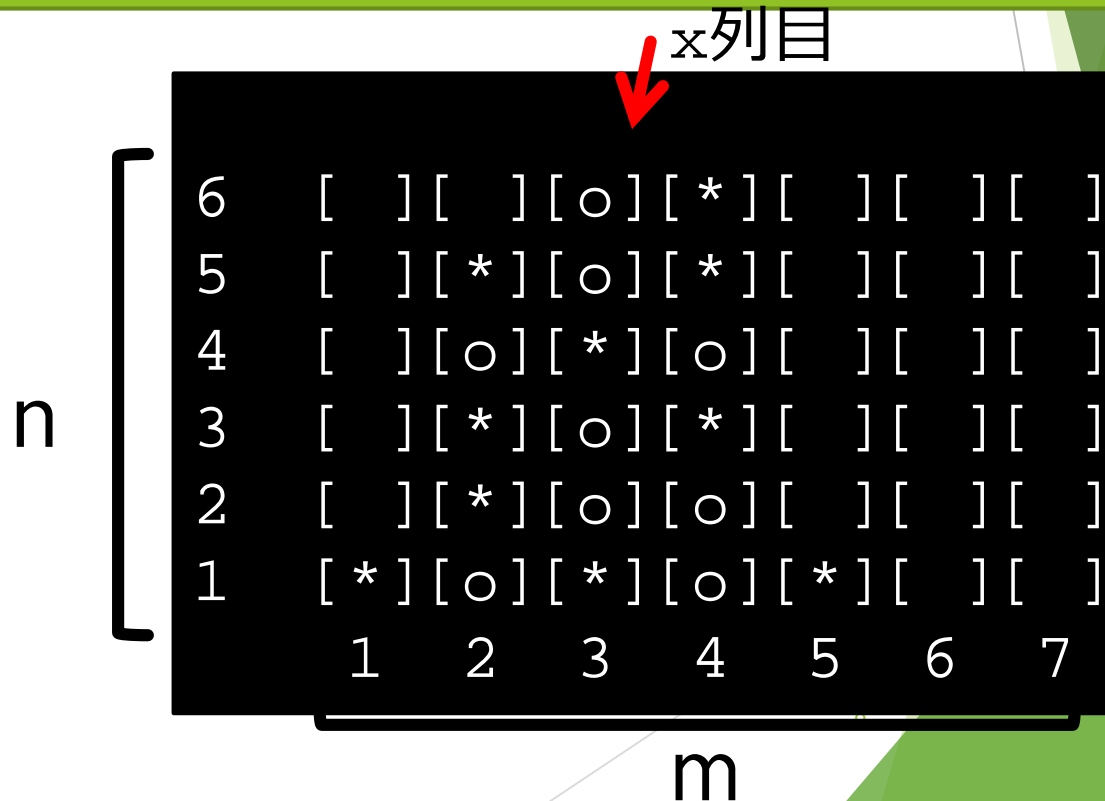 x列目
6 [ ][ ][o][*][ ][ ][ ]
5 [ ][*][o][*][ ][ ][ ]
4 [ ][o][*][o][ ][ ][ ]
n
3 [ ][*][o][*][ ][ ][ ]
2 [ ][*][o][o][ ][ ][ ]
1 [*][o][*][o][*][ ][ ]
1 2 3 4 5 6 7
m